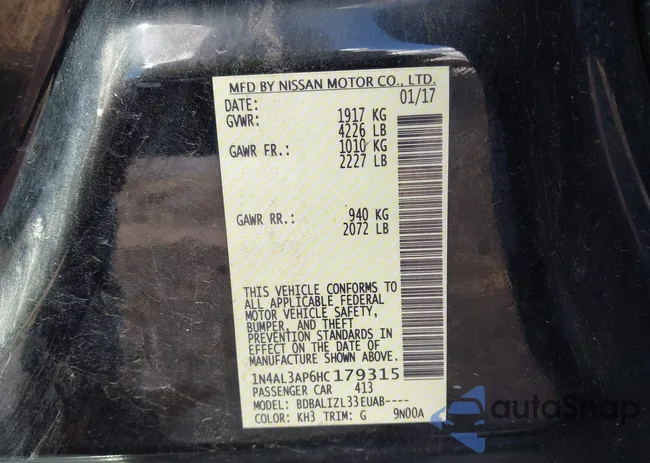 MFD BY NISSAN MOTOR CO., LTD.
DATE: 01/17
GVWR: 1917 KG
4226 LB
GAWR FR.: 1010 KG
2227 LB
GAWR RR.: 940 KG
2072 LB
THIS VEHICLE CONFORMS TO
ALL APPLICABLE FEDERAL
MOTOR VEHICLE SAFETY,
BUMPER, AND THEFT
PREVENTION STANDARDS IN
EFFECT ON THE DATE OF
MANUFACTURE SHOWN ABOVE.
1N4AL3AP6HC179315
PASSENGER CAR 413
MODEL: BDBALIZL33EUAB----
COLOR: KH3 TRIM: G 9N00A
autoSnap